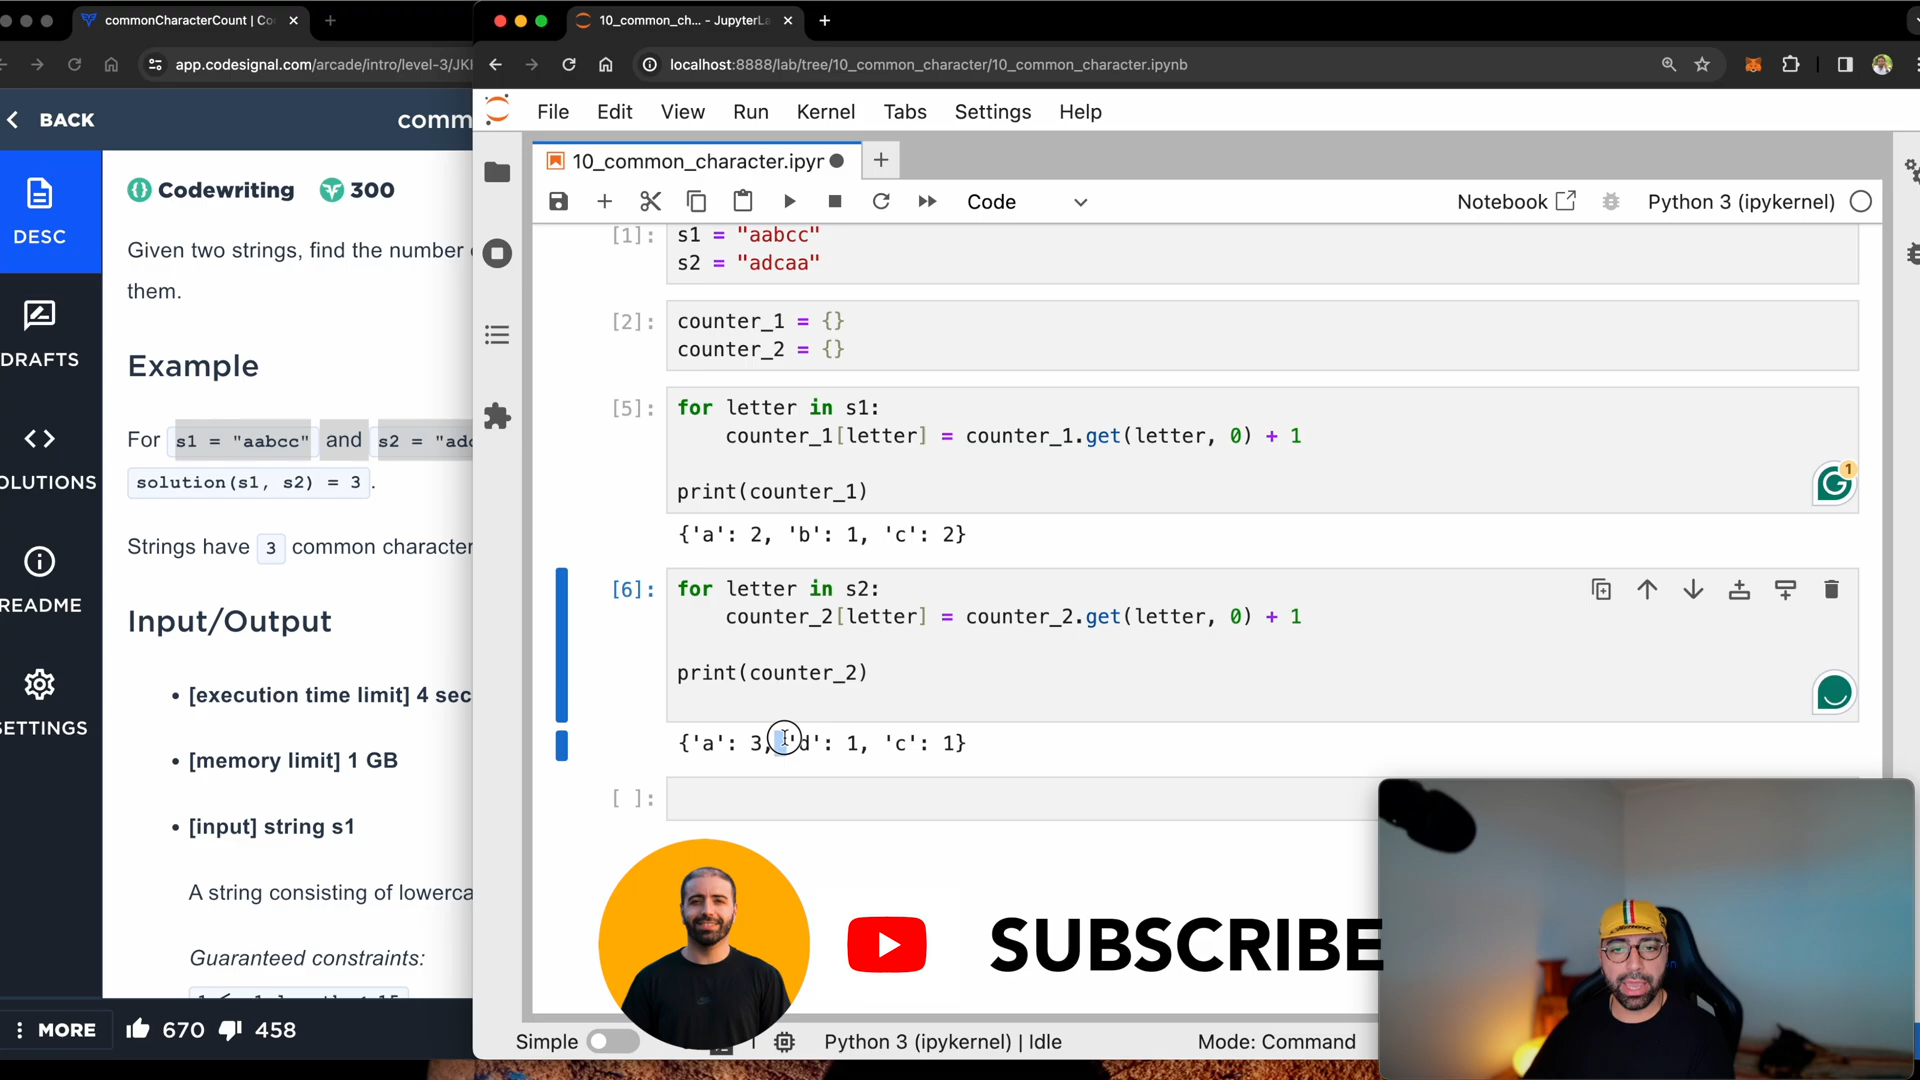 commonCharacterCount | Co
10_common_ch... - JupyterLa
app.codesignal.com/arcade/intro/level-3/JKI
localhost:8888/lab/tree/10_common_character/10_common_character.ipynb
BACK
comm
File Edit View Run Kernel Tabs Settings Help
10_common_character.ipyr
Code
Notebook
Python 3 (ipykernel)
DESC
DRAFTS
OLUTIONS
README
SETTINGS
Codewriting 300
Given two strings, find the number
them.
Example
For s1 = "aabcc" and s2 = "adc
solution(s1, s2) = 3.
Strings have 3 common character
Input/Output
• [execution time limit] 4 sec
• [memory limit] 1 GB
• [input] string s1
A string consisting of lowerca
Guaranteed constraints:
MORE 670 458
[1]: s1 = "aabcc"
s2 = "adcaa"
[2]: counter_1 = {}
counter_2 = {}
[5]: for letter in s1:
counter_1[letter] = counter_1.get(letter, 0) + 1
print(counter_1)
1
{'a': 2, 'b': 1, 'c': 2}
[6]: for letter in s2:
counter_2[letter] = counter_2.get(letter, 0) + 1
print(counter_2)
{'a': 3, 'd': 1, 'c': 1}
[ ]:
SUBSCRIBE
Simple
Python 3 (ipykernel) | Idle
Mode: Command